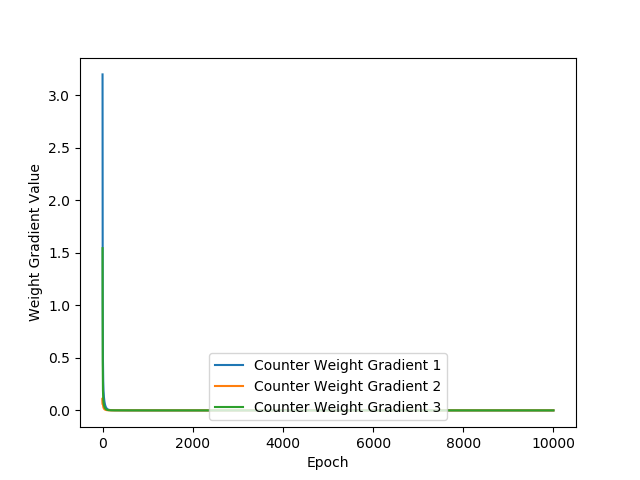 3.0
2.5
2.0
1.5
1.0
0.5
0.0
Weight Gradient Value
Counter Weight Gradient 1
Counter Weight Gradient 2
Counter Weight Gradient 3
0 2000 4000 6000 8000 10000
Epoch